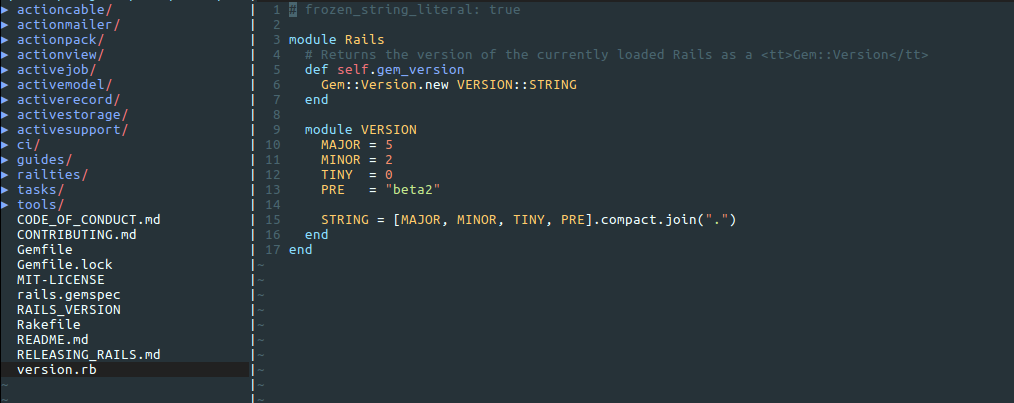 ▶ actioncable/
▶ actionmailer/
▶ actionpack/
▶ actionview/
▶ activejob/
▶ activemodel/
▶ activerecord/
▶ activestorage/
▶ activesupport/
▶ ci/
▶ guides/
▶ railties/
▶ tasks/
▶ tools/
CODE_OF_CONDUCT.md
CONTRIBUTING.md
Gemfile
Gemfile.lock
MIT-LICENSE
rails.gemspec
RAILS_VERSION
Rakefile
README.md
RELEASING_RAILS.md
version.rb
~
~
1 # frozen_string_literal: true
2
3 module Rails
4   # Returns the version of the currently loaded Rails as a <tt>Gem::Version</tt>
5   def self.gem_version
6     Gem::Version.new VERSION::STRING
7   end
8
9   module VERSION
10     MAJOR = 5
11     MINOR = 2
12     TINY  = 0
13     PRE   = "beta2"
14
15     STRING = [MAJOR, MINOR, TINY, PRE].compact.join(".")
16   end
17 end
~
~
~
~
~
~
~
~
~
~